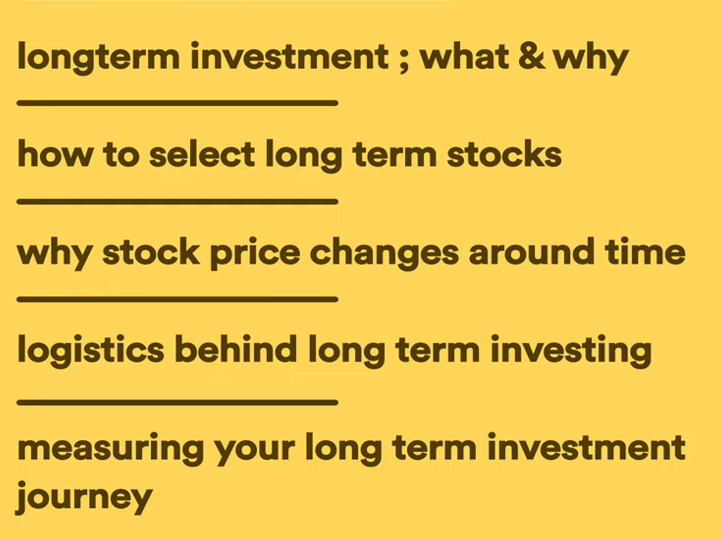 longterm investment ; what & why
how to select long term stocks
why stock price changes around time
logistics behind long term investing
measuring your long term investment
journey